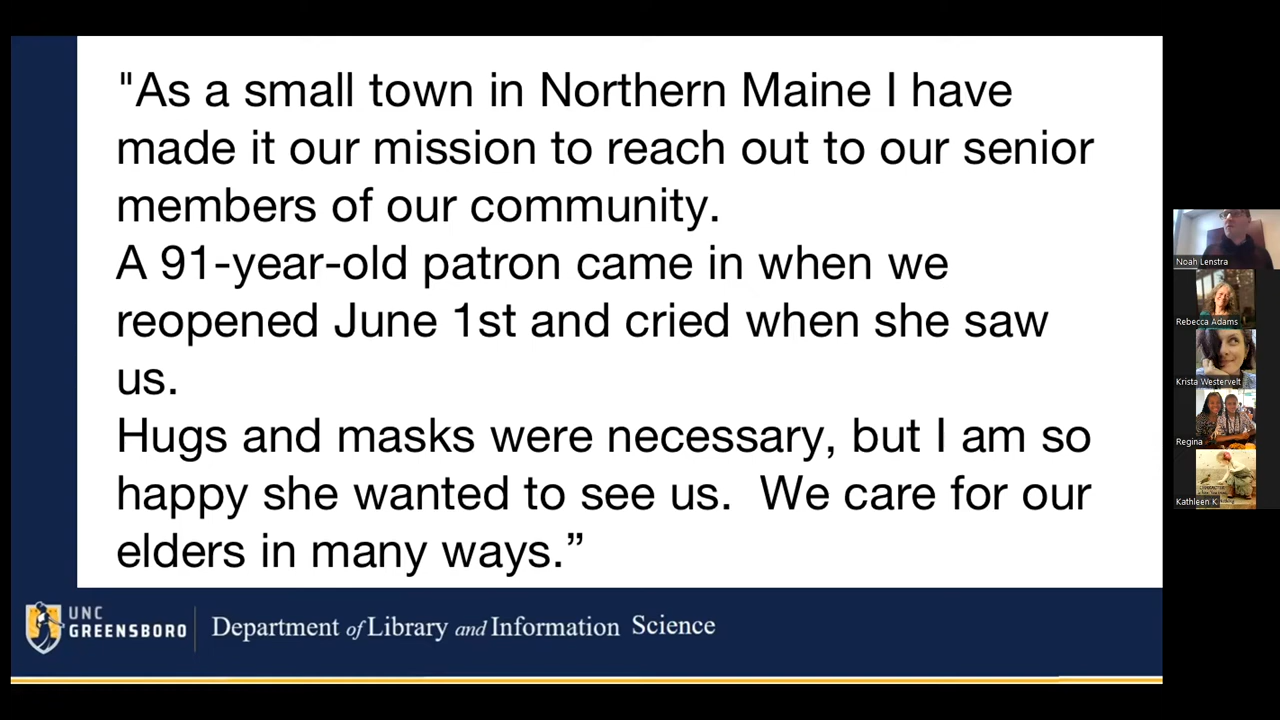 "As a small town in Northern Maine I have
made it our mission to reach out to our senior
members of our community.
A 91-year-old patron came in when we
reopened June 1st and cried when she saw
us.
Hugs and masks were necessary, but I am so
happy she wanted to see us.  We care for our
elders in many ways.”
UNC
GREENSBORO
Department of Library and Information Science
Noah Lenstra
Rebecca Adams
Krista Westervelt
Regina
Kathleen K